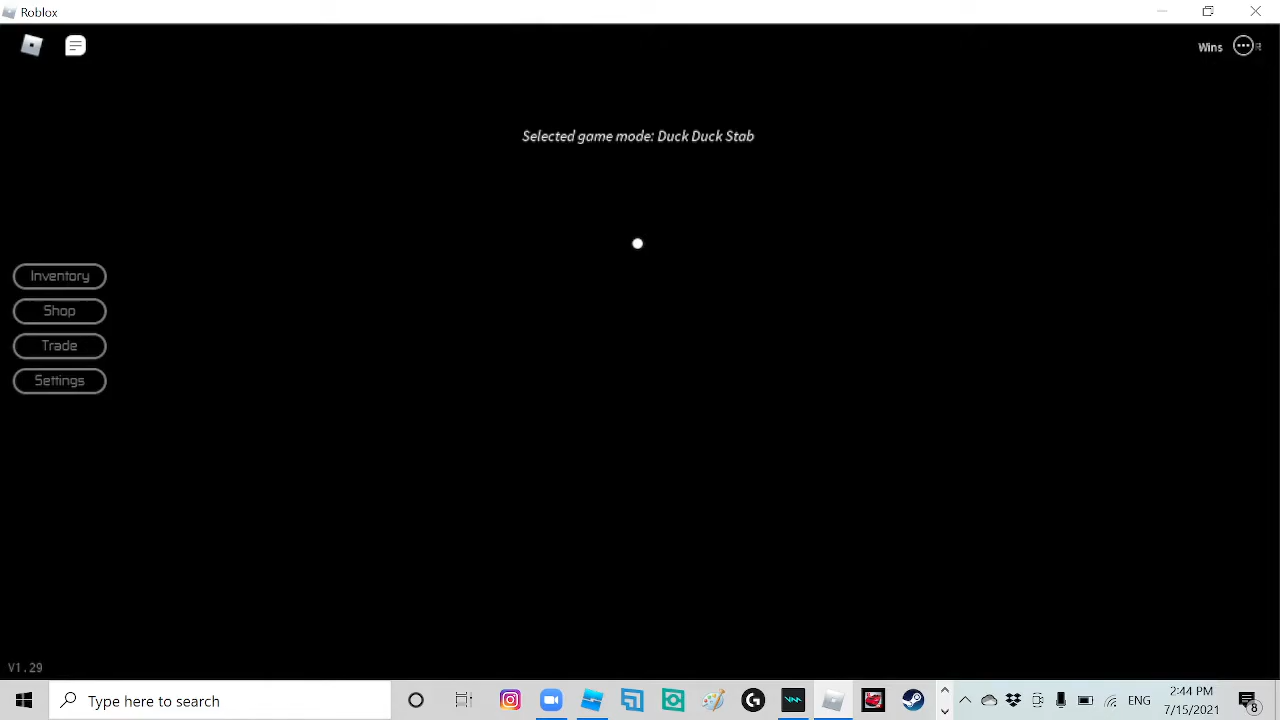 Roblox
Wins
Selected game mode: Duck Duck Stab
Inventory
Shop
Trade
Settings
V1.29
Type here to search
ENG
2:44 PM
7/15/2021
8